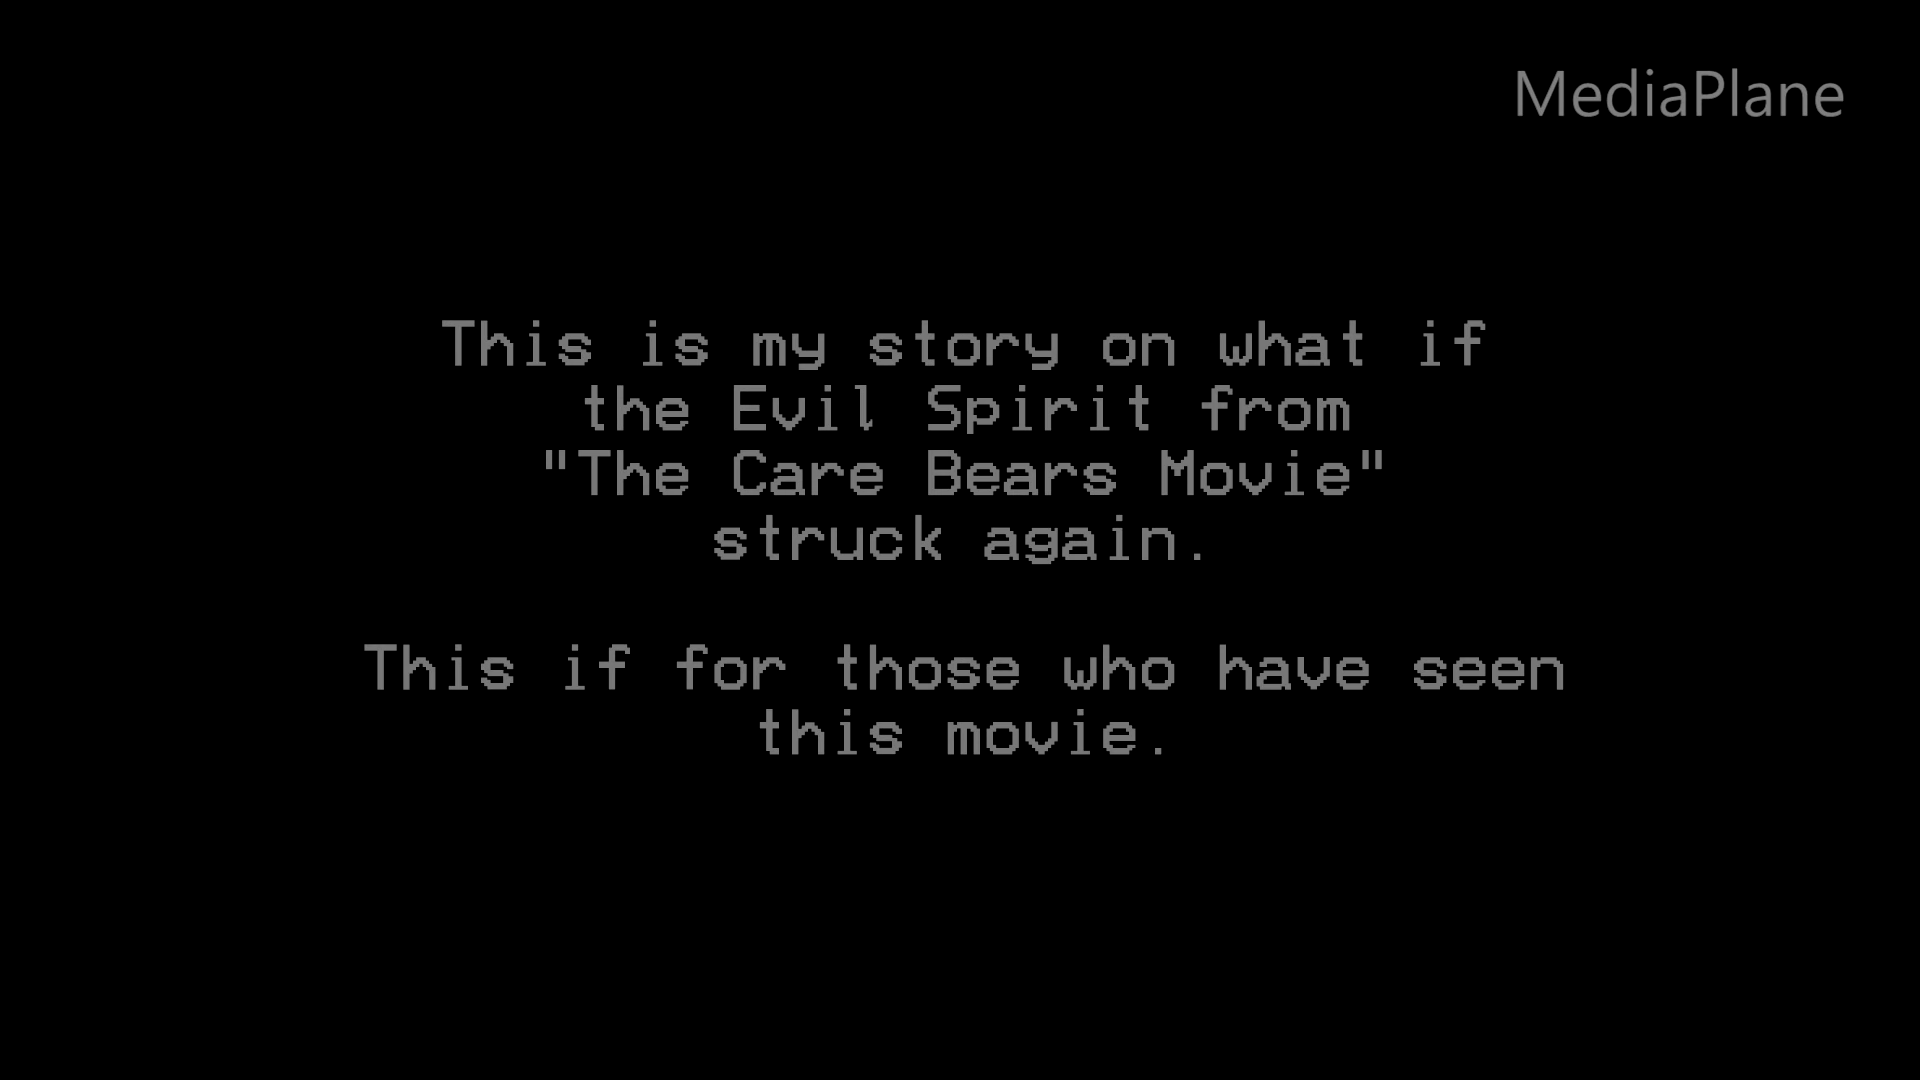 MediaPlane
This is my story on what if
the Evil Spirit from
"The Care Bears Movie"
struck again.
This if for those who have seen
this movie.